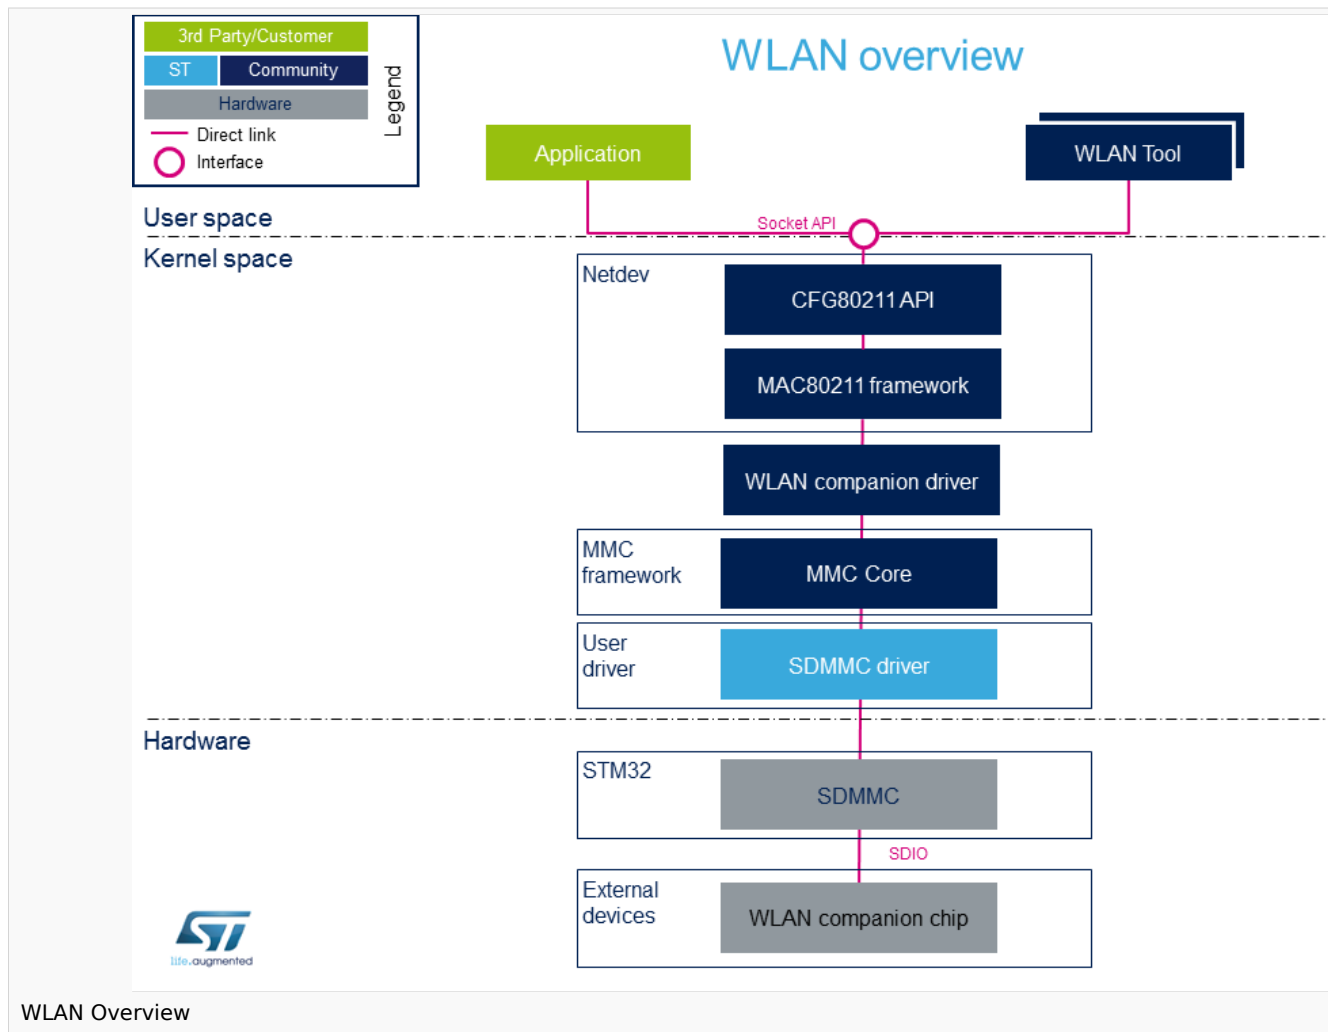 3rd Party/Customer
ST
Community
Hardware
Direct link
Interface
Legend
WLAN overview
Application
WLAN Tool
User space
Socket API
Kernel space
Netdev
CFG80211 API
MAC80211 framework
WLAN companion driver
MMC
framework
MMC Core
User
driver
SDMMC driver
Hardware
STM32
SDMMC
SDIO
External
devices
WLAN companion chip
ST
life.augmented
WLAN Overview